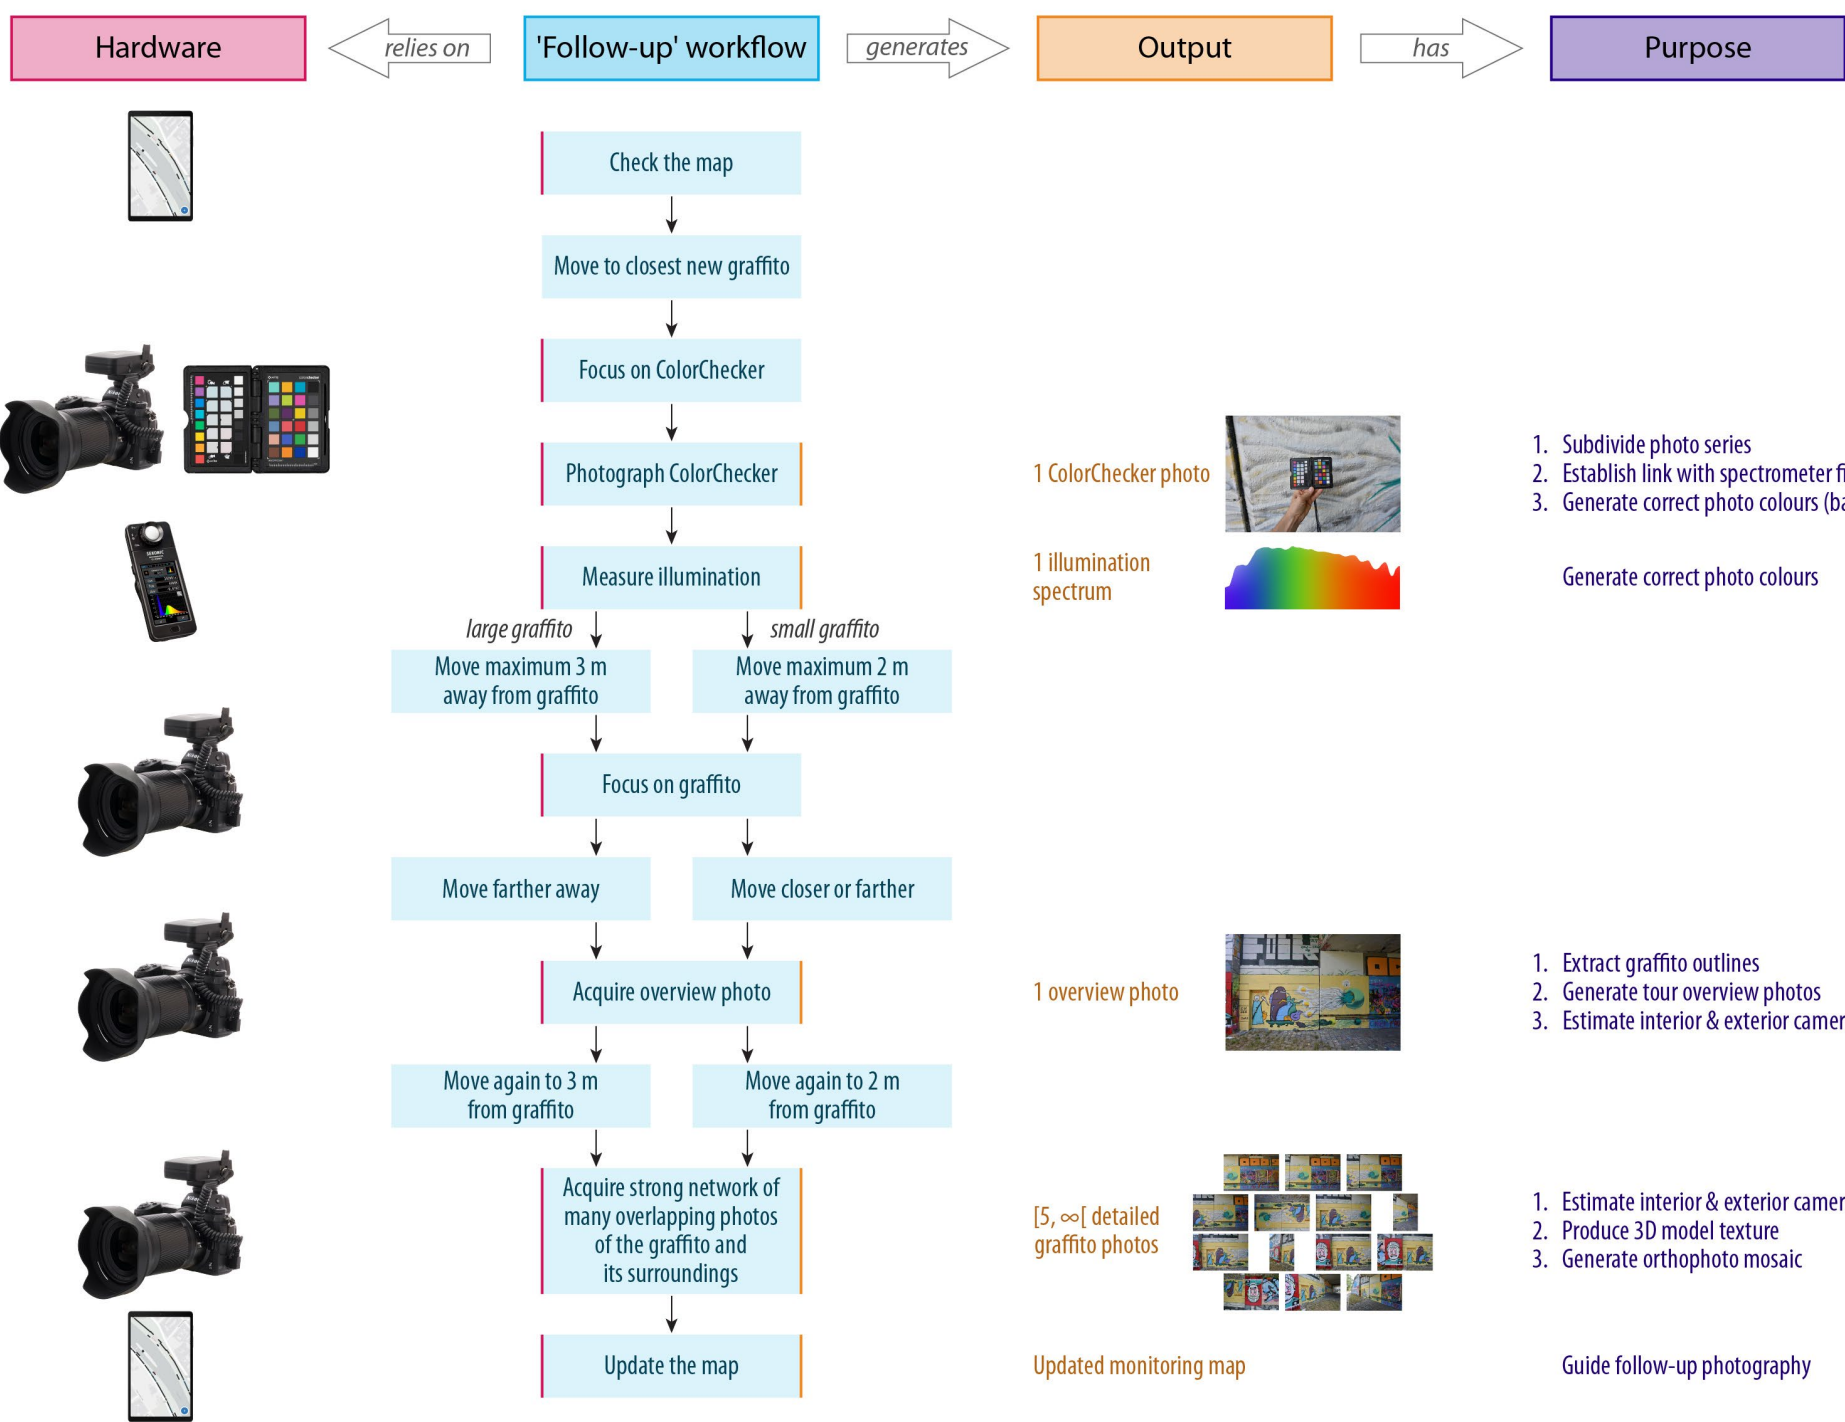 Hardware
relies on
'Follow-up' workflow
generates
Output
has
Purpose
Check the map
Move to closest new graffito
Focus on ColorChecker
Photograph ColorChecker
1 ColorChecker photo
1. Subdivide photo series
2. Establish link with spectrometer fi
3. Generate correct photo colours (ba
Measure illumination
1 illumination
spectrum
Generate correct photo colours
large graffito
small graffito
Move maximum 3 m
away from graffito
Move maximum 2 m
away from graffito
Focus on graffito
Move farther away
Move closer or farther
Acquire overview photo
1 overview photo
1. Extract graffito outlines
2. Generate tour overview photos
3. Estimate interior & exterior camer
Move again to 3 m
from graffito
Move again to 2 m
from graffito
Acquire strong network of
many overlapping photos
of the graffito and
its surroundings
[5, ∞[ detailed
graffito photos
1. Estimate interior & exterior camer
2. Produce 3D model texture
3. Generate orthophoto mosaic
Update the map
Updated monitoring map
Guide follow-up photography